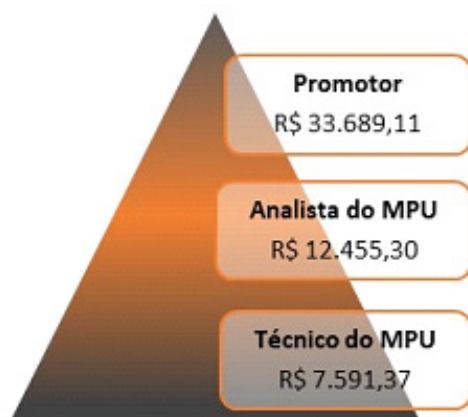 Promotor
R$ 33.689,11
Analista do MPU
R$ 12.455,30
Técnico do MPU
R$ 7.591,37